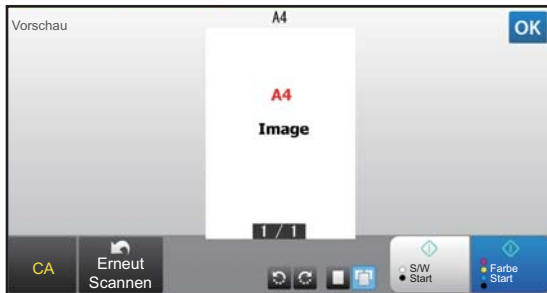 Vorschau
A4
OK
A4
Image
1 / 1
CA
Erneut
Scannen
S/W
Start
Farbe
Start